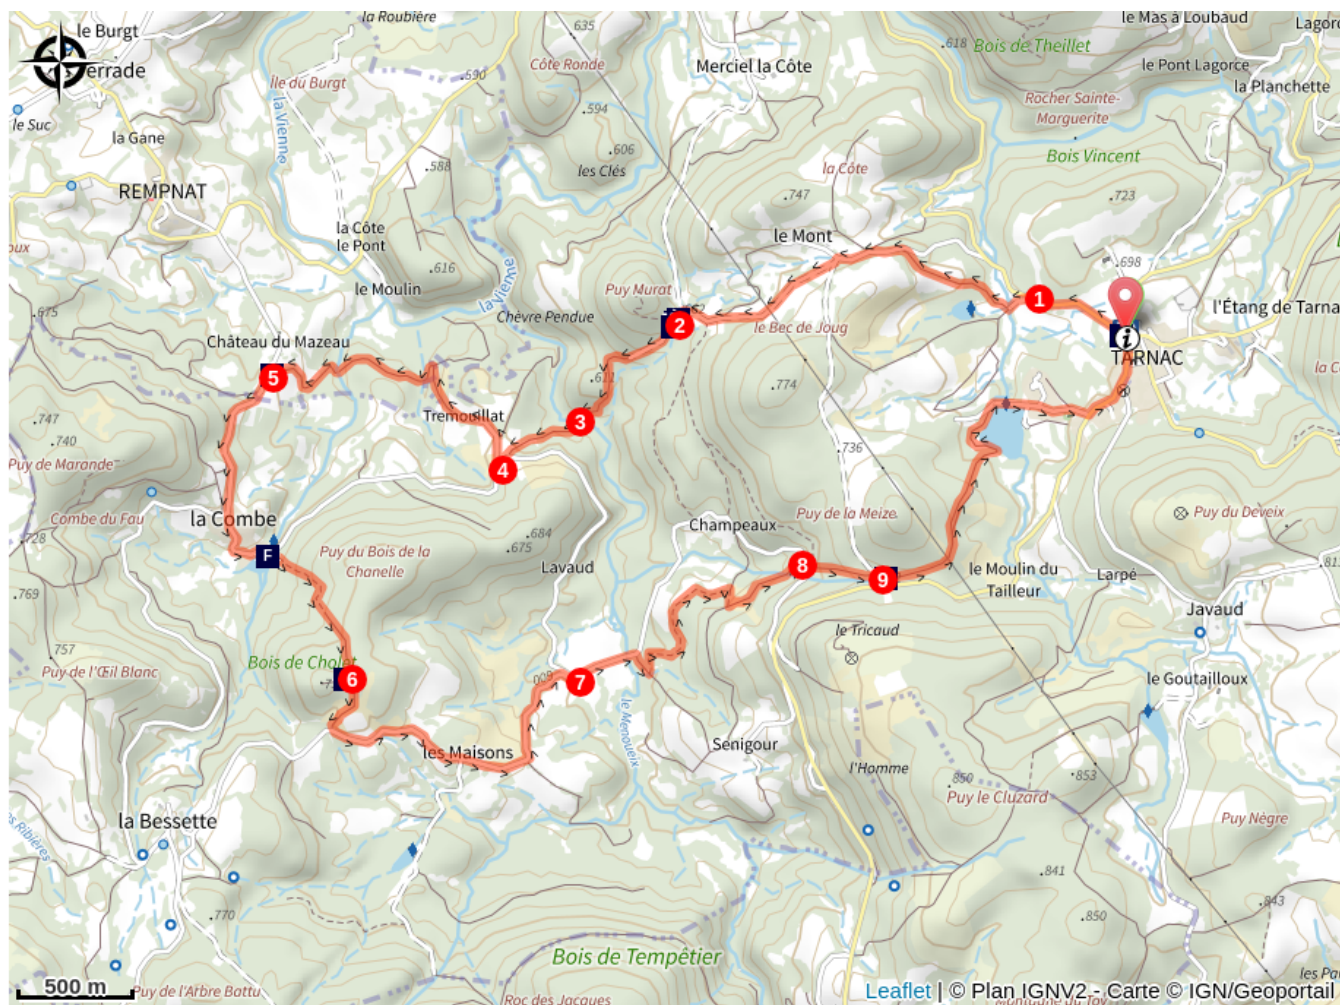 la Roubière
le Mas à Loubaud
le Burgt
.635
.618
Bois de Theillet
Côte Ronde
Merciel la Côte
le Pont Lagorce
.590
Île du Burgt
la Planchette
le Suc
la Vienne
.594
Rocher Sainte-
Marguerite
la Gane
.606
Bois Vincent
.588
les Clés
la Côte
REMPNAT
.747
.723
la Côte
le Pont
le Mont
.616
la Vienne
.698
le Moulin
Puy Murat
1
l'Étang de Tarna
.675
Chèvre Pendue
2
le Bec de Joug
Château du Mazeau
i
TARNAC
5
.774
.747
Tremouillat
3
.740
.736
Puy de Marande
4
Combe du Fau
la Combe
Champeaux
Puy de la Meize
Puy du Deveix
.728
.684
Puy du Bois de la
Chanelle
.675
F
Lavaud
8
9
le Moulin du
Tailleur
Larpé
.769
Javaud
le Tricaud
.757
Bois de Cholet
Puy de l'Œil Blanc
6
600
7
le Goutailloux
le Menoueix
les Maisons
Senigour
l'Homme
.850
.853
Puy le Cluzard
la Bessette
Puy Nègre
.841
.770
.850
.843
Bois de Tempêtier
500 m
Puy de l'Arbre Battu
Roc des Jacques
Leaflet | © Plan IGNV2 - Carte © IGN/Geoportail